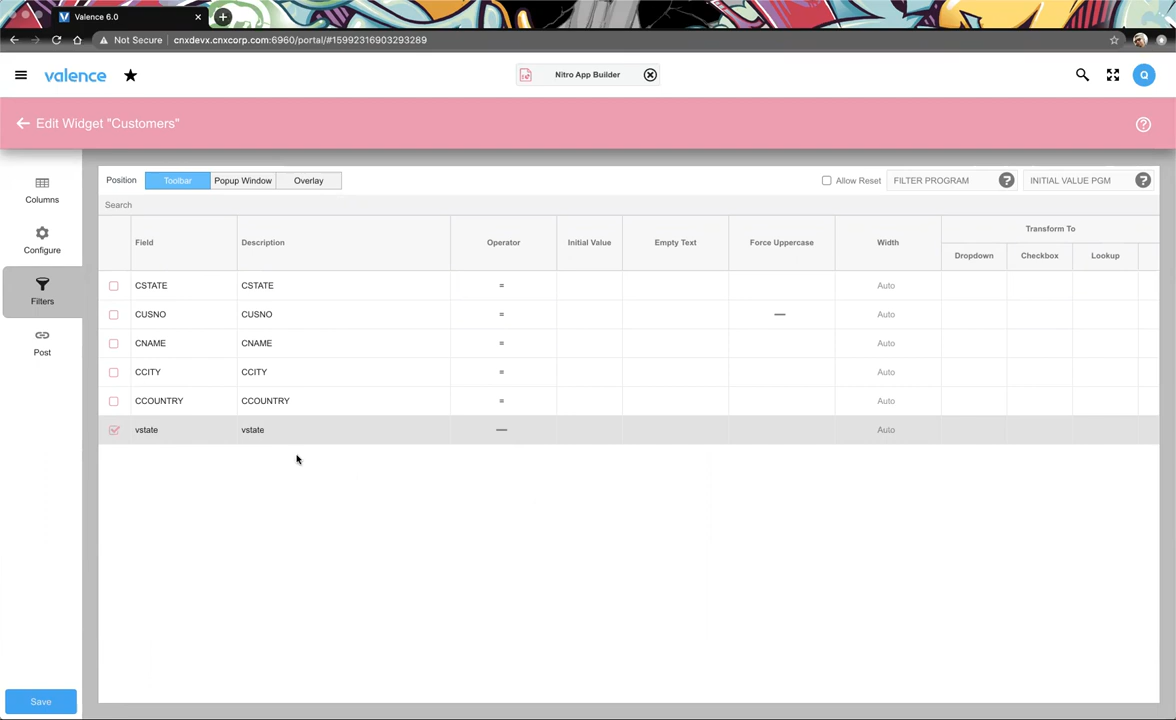 Valence 6.0
Not Secure cnxdevx.cnxcorp.com:6960/portal/#15992316903293289
valence
Nitro App Builder
Q
Edit Widget "Customers"
Columns
Configure
Filters
Post
Save
Position Toolbar Popup Window Overlay Allow Reset FILTER PROGRAM ? INITIAL VALUE PGM ?
Search
Field Description Operator Initial Value Empty Text Force Uppercase Width Transform To
Dropdown Checkbox Lookup
CSTATE CSTATE = Auto
CUSNO CUSNO = — Auto
CNAME CNAME = Auto
CCITY CCITY = Auto
CCOUNTRY CCOUNTRY = Auto
vstate vstate — Auto